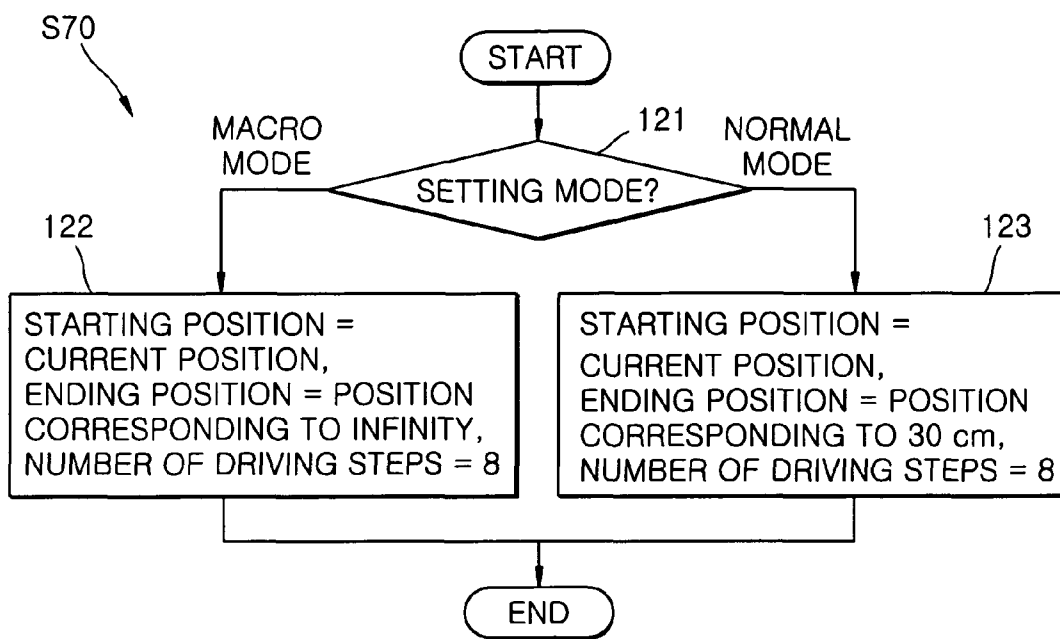 S70
START
121
MACRO
MODE
NORMAL
MODE
SETTING MODE?
122
123
STARTING POSITION =
CURRENT POSITION,
ENDING POSITION = POSITION
CORRESPONDING TO INFINITY,
NUMBER OF DRIVING STEPS = 8
STARTING POSITION =
CURRENT POSITION,
ENDING POSITION = POSITION
CORRESPONDING TO 30 cm,
NUMBER OF DRIVING STEPS = 8
END